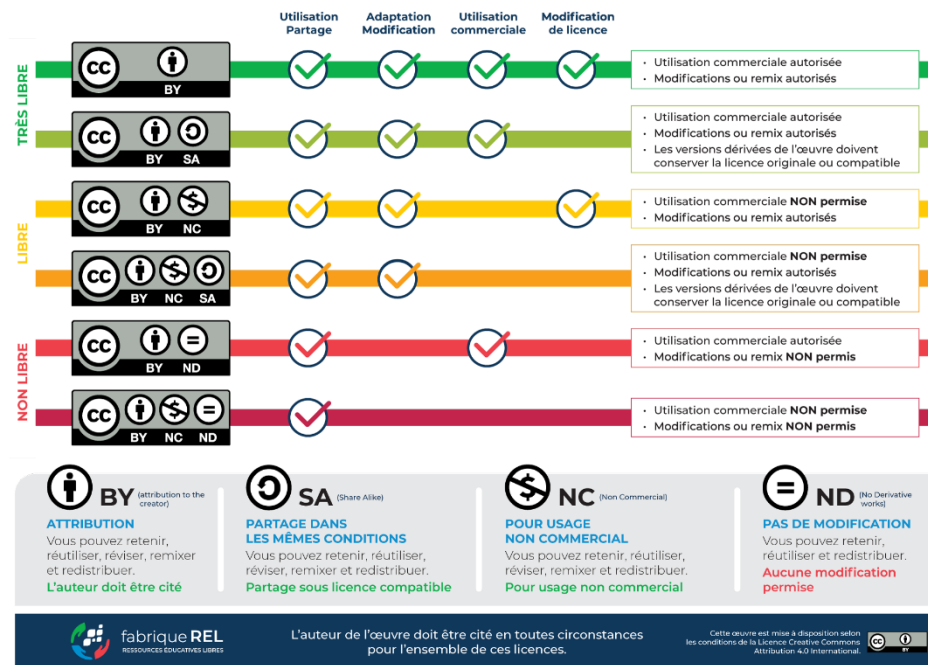 Utilisation
Partage
Adaptation
Modification
Utilisation
commerciale
Modification
de licence
TRÈS LIBRE
cc
BY
• Utilisation commerciale autorisée
• Modifications ou remix autorisés
cc
BY SA
• Utilisation commerciale autorisée
• Modifications ou remix autorisés
• Les versions dérivées de l'œuvre doivent
conserver la licence originale ou compatible
LIBRE
cc
BY NC
• Utilisation commerciale NON permise
• Modifications ou remix autorisés
cc
BY NC SA
• Utilisation commerciale NON permise
• Modifications ou remix autorisés
• Les versions dérivées de l'œuvre doivent
conserver la licence originale ou compatible
NON LIBRE
cc
BY ND
• Utilisation commerciale autorisée
• Modifications ou remix NON permis
cc
BY NC ND
• Utilisation commerciale NON permise
• Modifications ou remix NON permis
BY (attribution to the
creator)
ATTRIBUTION
Vous pouvez retenir,
réutiliser, réviser, remixer
et redistribuer.
L'auteur doit être cité
SA (Share Alike)
PARTAGE DANS
LES MÊMES CONDITIONS
Vous pouvez retenir, réutiliser,
réviser, remixer et redistribuer.
Partage sous licence compatible
NC (Non Commercial)
POUR USAGE
NON COMMERCIAL
Vous pouvez retenir, réutiliser,
réviser, remixer et redistribuer.
Pour usage non commercial
ND (No Derivative
works)
PAS DE MODIFICATION
Vous pouvez retenir,
réutiliser et redistribuer.
Aucune modification
permise
fabrique REL
RESSOURCES ÉDUCATIVES LIBRES
L'auteur de l'œuvre doit être cité en toutes circonstances
pour l'ensemble de ces licences.
Cette œuvre est mise à disposition selon
les conditions de la Licence Creative Commons
Attribution 4.0 International.
cc
BY